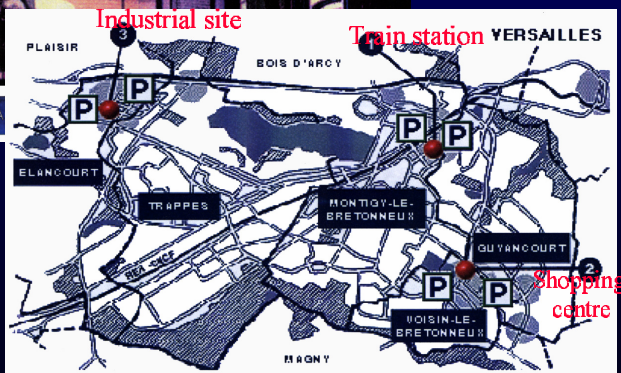 Industrial site
3
Train station
1
VERSAILLES
PLAISIR
BOIS D'ARCY
P
P
P
P
ELANCOURT
TRAPPES
MONTIGY-LE-
BRETONNEUX
GUYANCOURT
2
Shopping
centre
P
P
VOISIN-LE-
BRETONNEUX
MAGNY